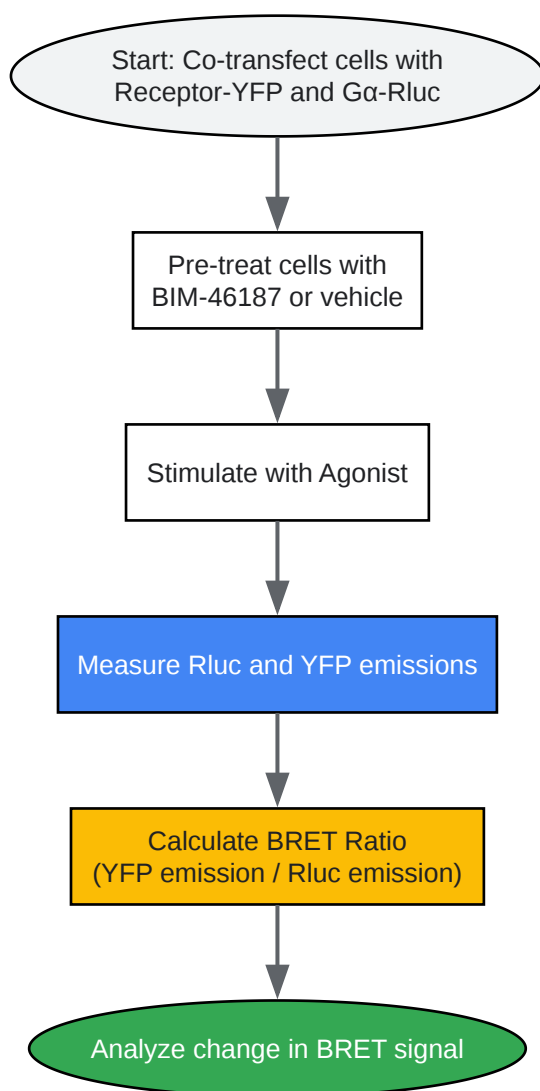 Start: Co-transfect cells with
Receptor-YFP and Gα-Rluc
Pre-treat cells with
BIM-46187 or vehicle
Stimulate with Agonist
Measure Rluc and YFP emissions
Calculate BRET Ratio
(YFP emission / Rluc emission)
Analyze change in BRET signal